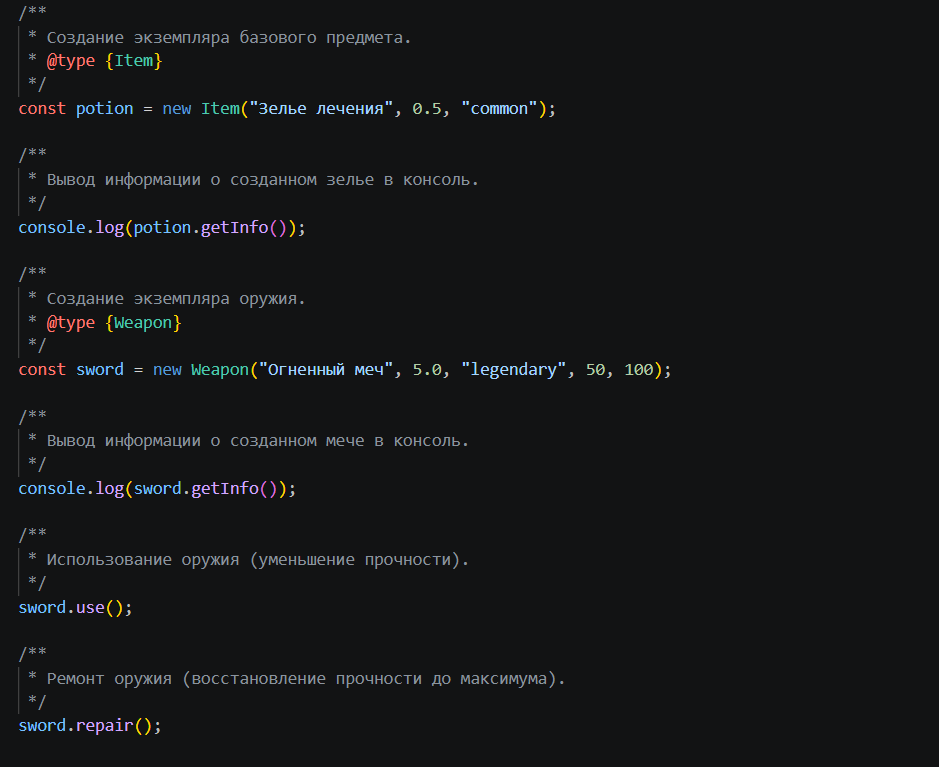 /**
 * Создание экземпляра базового предмета.
 * @type {Item}
 */
const potion = new Item("Зелье лечения", 0.5, "common");
/**
 * Вывод информации о созданном зелье в консоль.
 */
console.log(potion.getInfo());
/**
 * Создание экземпляра оружия.
 * @type {Weapon}
 */
const sword = new Weapon("Огненный меч", 5.0, "legendary", 50, 100);
/**
 * Вывод информации о созданном мече в консоль.
 */
console.log(sword.getInfo());
/**
 * Использование оружия (уменьшение прочности).
 */
sword.use();
/**
 * Ремонт оружия (восстановление прочности до максимума).
 */
sword.repair();